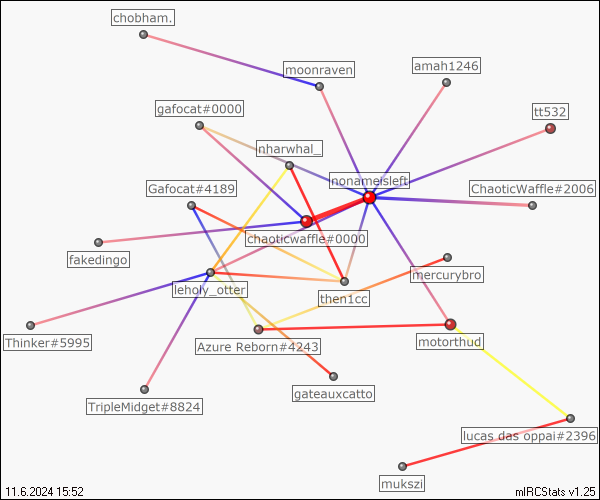 chobham.
moonraven
amah1246
gafocat#0000
tt532
nharwhal_
nonameisleft
Gafocat#4189
ChaoticWaffle#2006
chaoticwaffle#0000
fakedingo
mercurybro
leholy_otter
then1cc
Thinker#5995
Azure Reborn#4243
motorthud
gateauxcatto
TripleMidget#8824
lucas das oppai#2396
mukszi
11.6.2024 15:52
mIRCStats v1.25